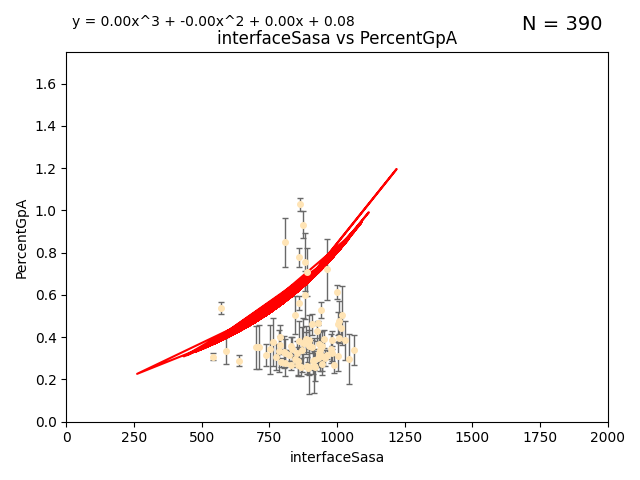 y = 0.00x^3 + -0.00x^2 + 0.00x + 0.08
N = 390
interfaceSasa vs PercentGpA
PercentGpA
1.6
1.4
1.2
1.0
0.8
0.6
0.4
0.2
0.0
0 250 500 750 1000 1250 1500 1750 2000
interfaceSasa